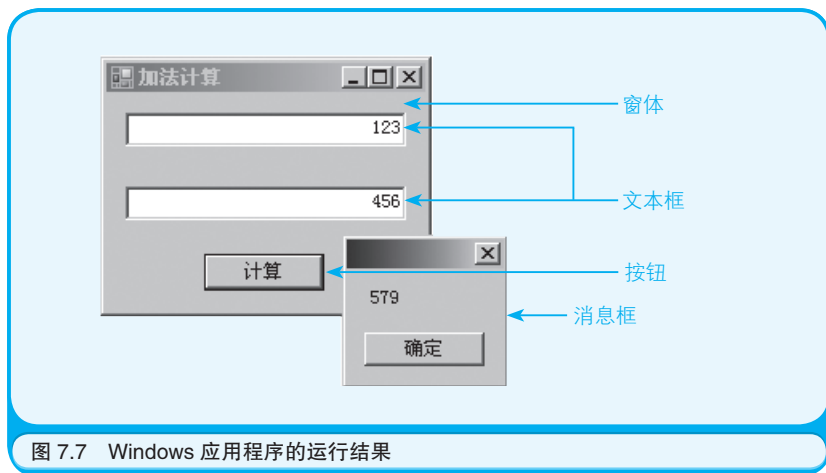 加法计算
窗体
123
456
文本框
计算
按钮
579
消息框
确定
图 7.7 Windows 应用程序的运行结果